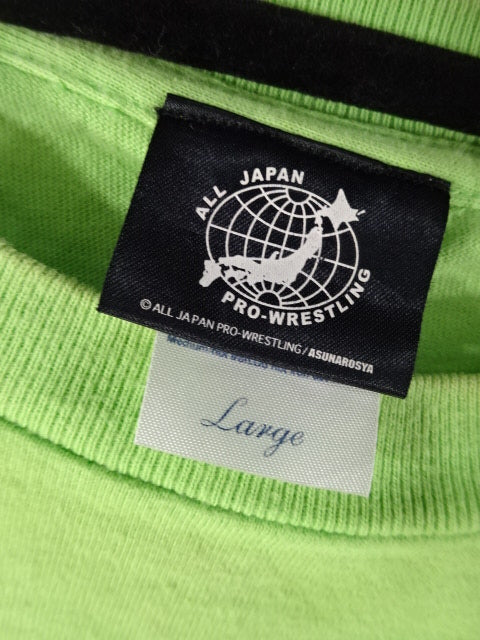 ALL JAPAN
PRO-WRESTLING
©ALL JAPAN PRO-WRESTLING/ASUNAROSYA
Large